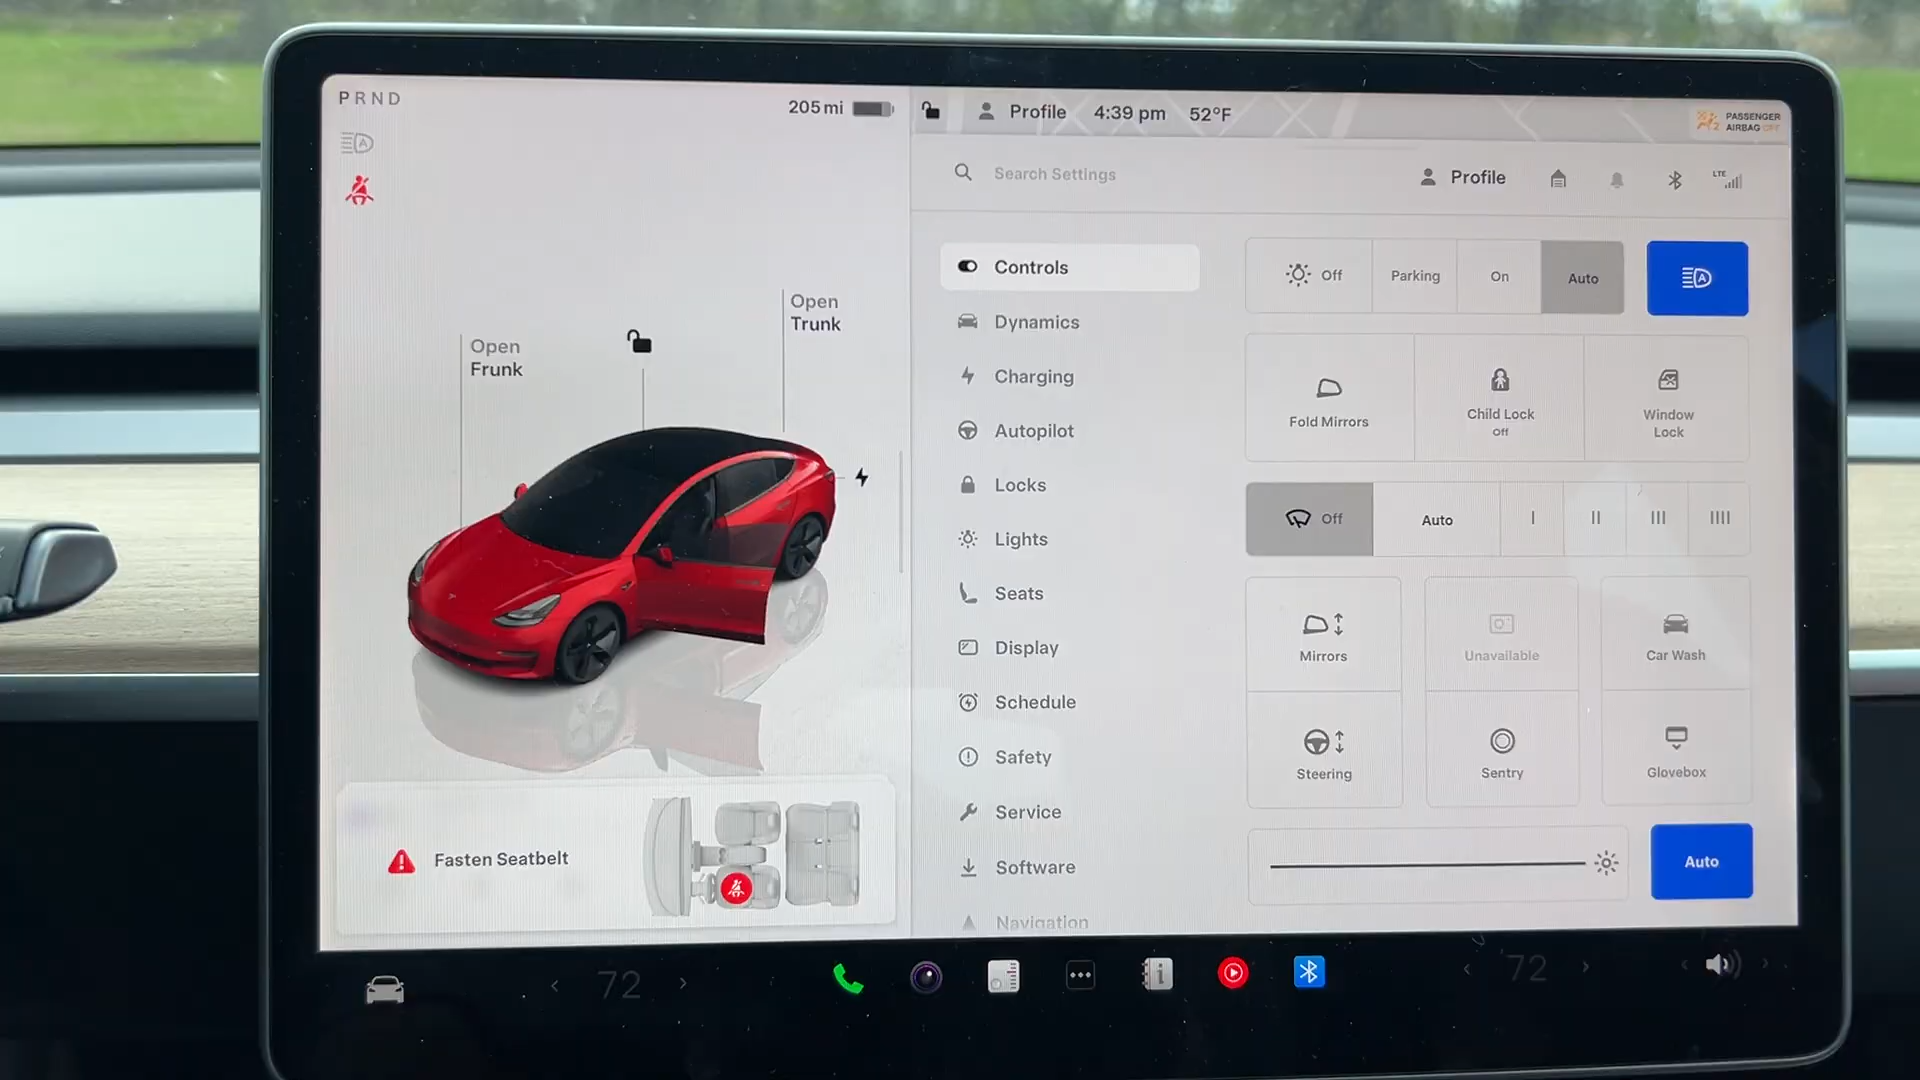 PRND
205 mi
Profile 4:39 pm 52°F
PASSENGER
AIRBAG OFF
Search Settings
Profile
LTE
Open
Frunk
Open
Trunk
Fasten Seatbelt
Controls
Dynamics
Charging
Autopilot
Locks
Lights
Seats
Display
Schedule
Safety
Service
Software
Navigation
Off Parking On Auto
Fold Mirrors
Child Lock
Off
Window
Lock
Off Auto I II III IIII
Mirrors
Unavailable
Car Wash
Steering
Sentry
Glovebox
Auto
72
72